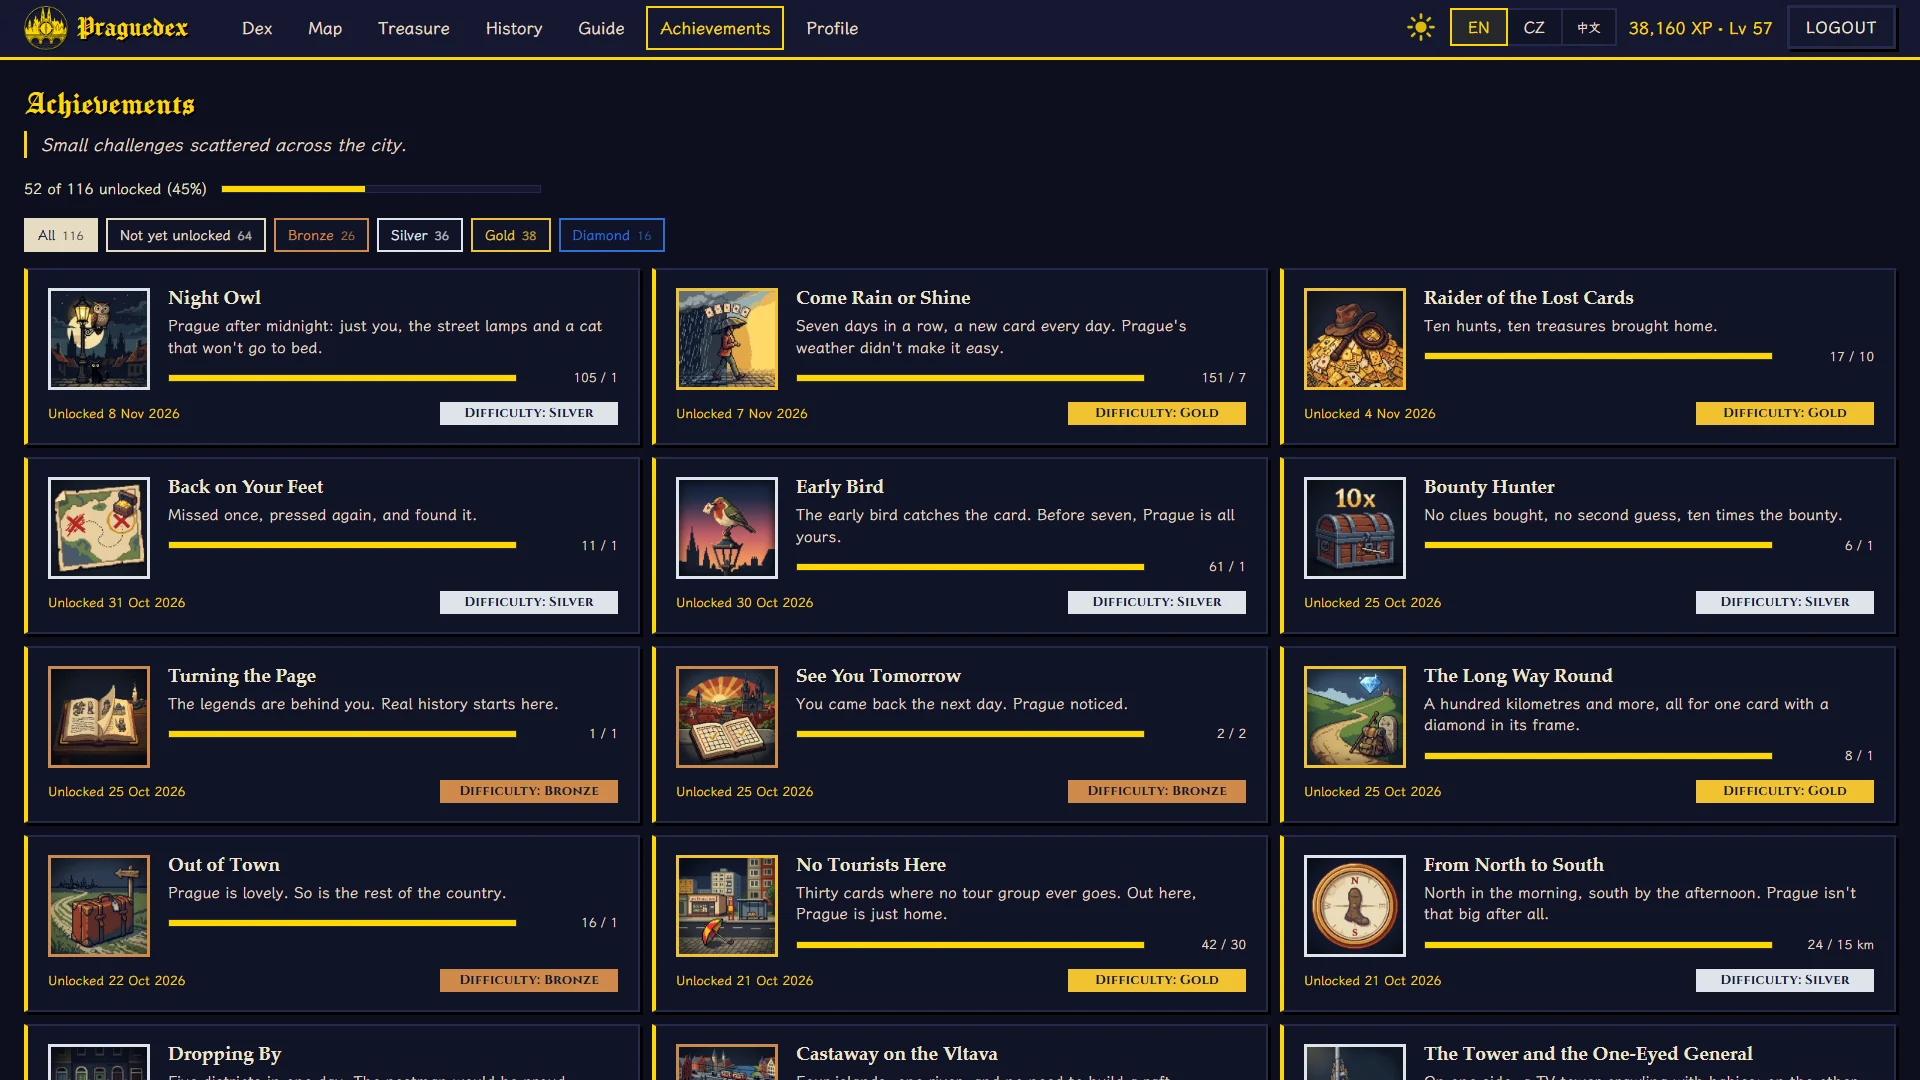 Praguedex
Dex
Map
Treasure
History
Guide
Achievements
Profile
EN
CZ
中文
38,160 XP • Lv 57
LOGOUT
Achievements
Small challenges scattered across the city.
52 of 116 unlocked (45%)
All 116
Not yet unlocked 64
Bronze 26
Silver 36
Gold 38
Diamond 16
Night Owl
Prague after midnight: just you, the street lamps and a cat
that won't go to bed.
105 / 1
Unlocked 8 Nov 2026
DIFFICULTY: SILVER
Come Rain or Shine
Seven days in a row, a new card every day. Prague's
weather didn't make it easy.
151 / 7
Unlocked 7 Nov 2026
DIFFICULTY: GOLD
Raider of the Lost Cards
Ten hunts, ten treasures brought home.
17 / 10
Unlocked 4 Nov 2026
DIFFICULTY: GOLD
Back on Your Feet
Missed once, pressed again, and found it.
11 / 1
Unlocked 31 Oct 2026
DIFFICULTY: SILVER
Early Bird
The early bird catches the card. Before seven, Prague is all
yours.
61 / 1
Unlocked 30 Oct 2026
DIFFICULTY: SILVER
10x
Bounty Hunter
No clues bought, no second guess, ten times the bounty.
6 / 1
Unlocked 25 Oct 2026
DIFFICULTY: SILVER
Turning the Page
The legends are behind you. Real history starts here.
1 / 1
Unlocked 25 Oct 2026
DIFFICULTY: BRONZE
See You Tomorrow
You came back the next day. Prague noticed.
2 / 2
Unlocked 25 Oct 2026
DIFFICULTY: BRONZE
The Long Way Round
A hundred kilometres and more, all for one card with a
diamond in its frame.
8 / 1
Unlocked 25 Oct 2026
DIFFICULTY: GOLD
Out of Town
Prague is lovely. So is the rest of the country.
16 / 1
Unlocked 22 Oct 2026
DIFFICULTY: BRONZE
No Tourists Here
Thirty cards where no tour group ever goes. Out here,
Prague is just home.
42 / 30
Unlocked 21 Oct 2026
DIFFICULTY: GOLD
N
S
From North to South
North in the morning, south by the afternoon. Prague isn't
that big after all.
24 / 15 km
Unlocked 21 Oct 2026
DIFFICULTY: SILVER
Dropping By
Castaway on the Vltava
The Tower and the One-Eyed General